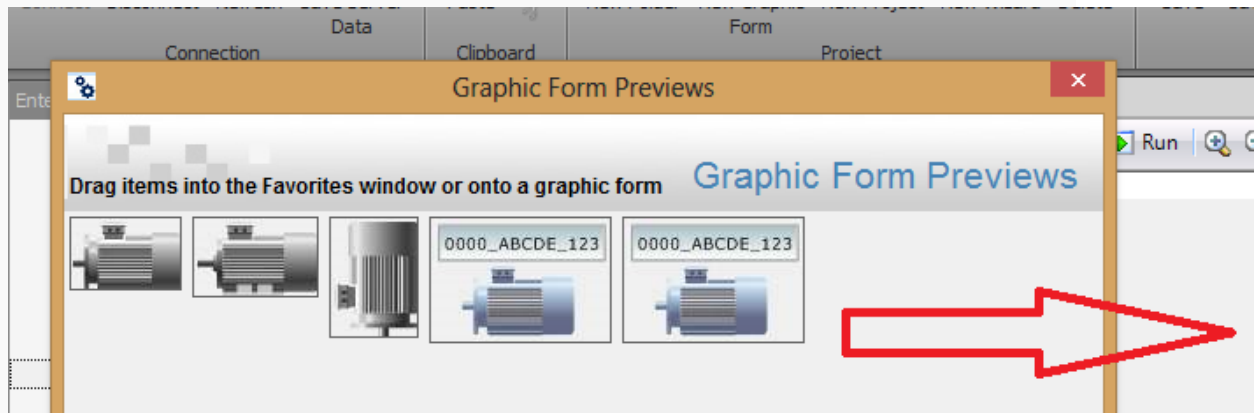 Data
Form
Connection
Clipboard
Project
Graphic Form Previews
Run
Graphic Form Previews
Drag items into the Favorites window or onto a graphic form
0000_ABCDE_123
0000_ABCDE_123